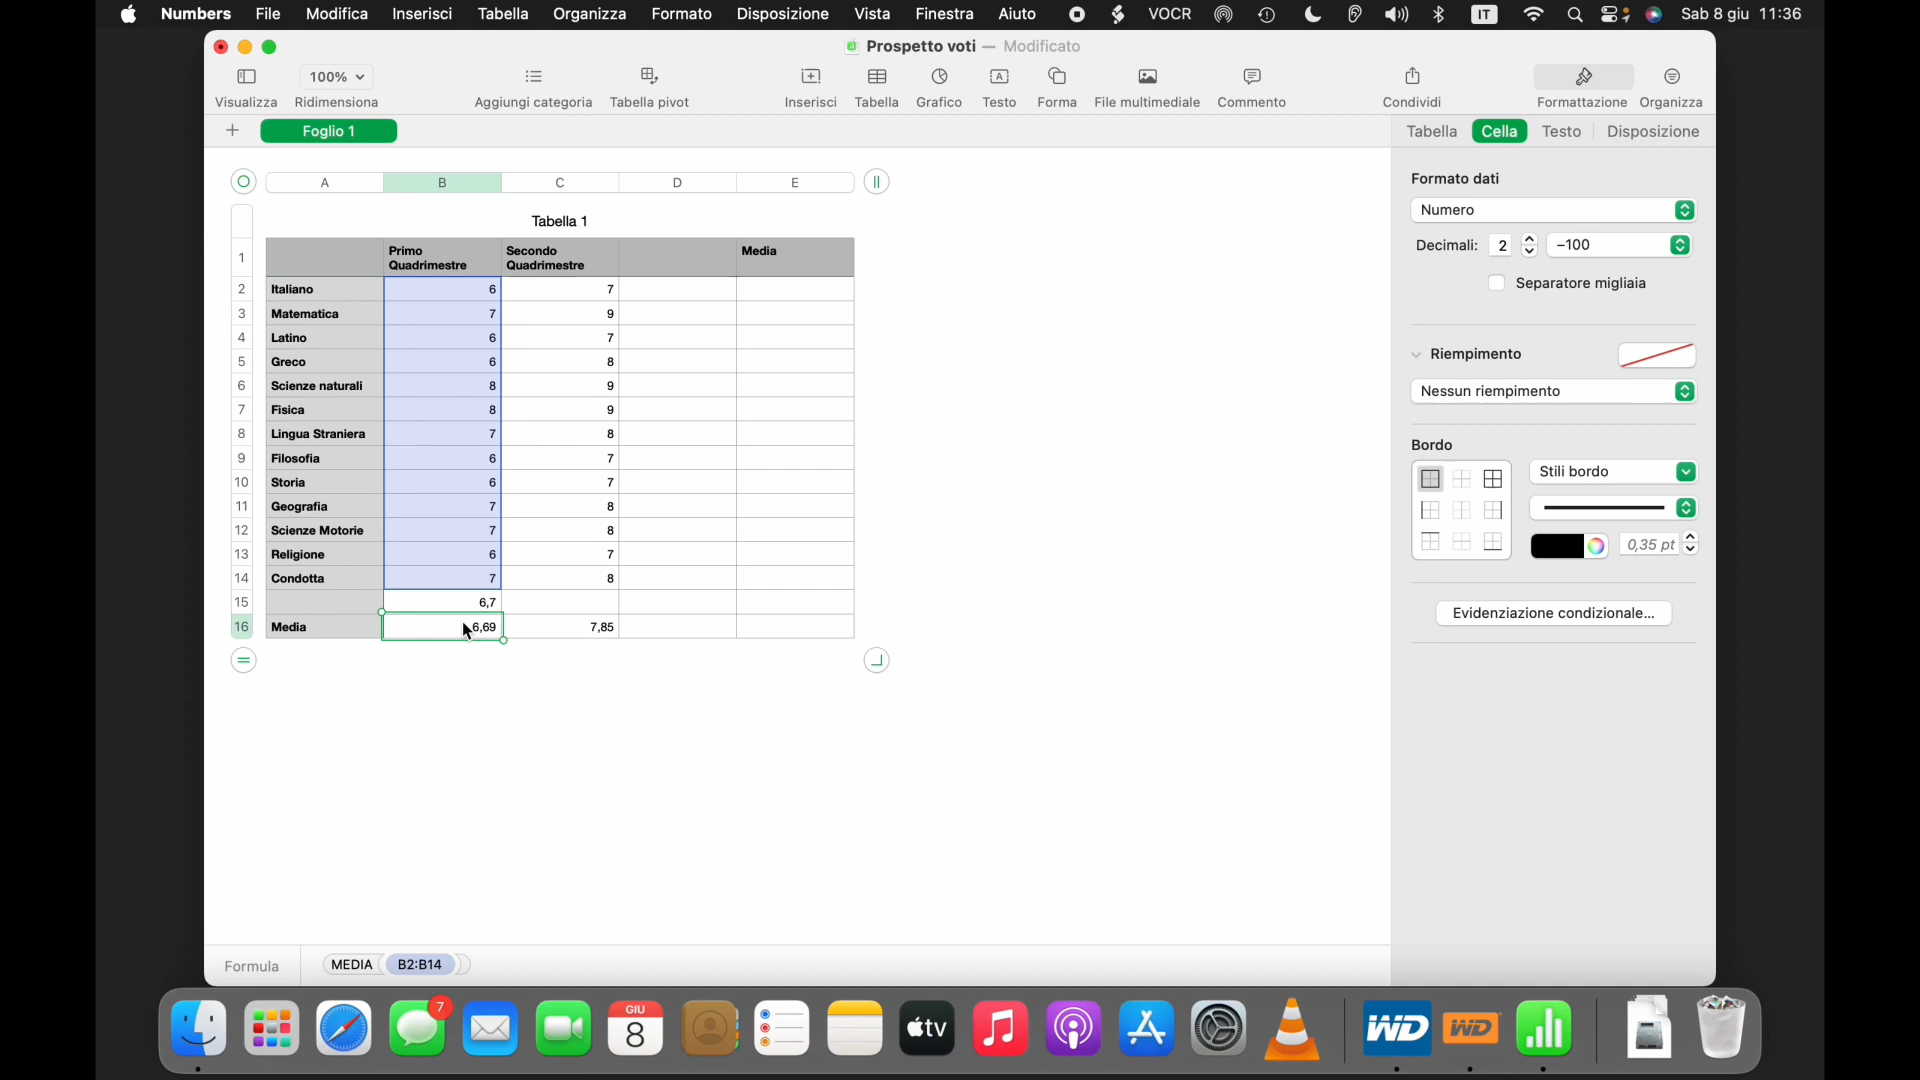 Numbers File Modifica Inserisci Tabella Organizza Formato Disposizione Vista Finestra Aiuto VOCR IT Sab 8 giu 11:36
Prospetto voti — Modificato
100%
Visualizza Ridimensiona Aggiungi categoria Tabella pivot Inserisci Tabella Grafico Testo Forma File multimediale Commento Condividi Formattazione Organizza
Foglio 1
Tabella Cella Testo Disposizione
A B C D E
Tabella 1
1 Primo Quadrimestre Secondo Quadrimestre Media
2 Italiano 6 7
3 Matematica 7 9
4 Latino 6 7
5 Greco 6 8
6 Scienze naturali 8 9
7 Fisica 8 9
8 Lingua Straniera 7 8
9 Filosofia 6 7
10 Storia 6 7
11 Geografia 7 8
12 Scienze Motorie 7 8
13 Religione 6 7
14 Condotta 7 8
15 6,7
16 Media 6,69 7,85
Formato dati
Numero
Decimali: 2 −100
Separatore migliaia
Riempimento
Nessun riempimento
Bordo
Stili bordo
0,35 pt
Evidenziazione condizionale...
Formula MEDIA B2:B14
7 GIU 8 tv WD WD